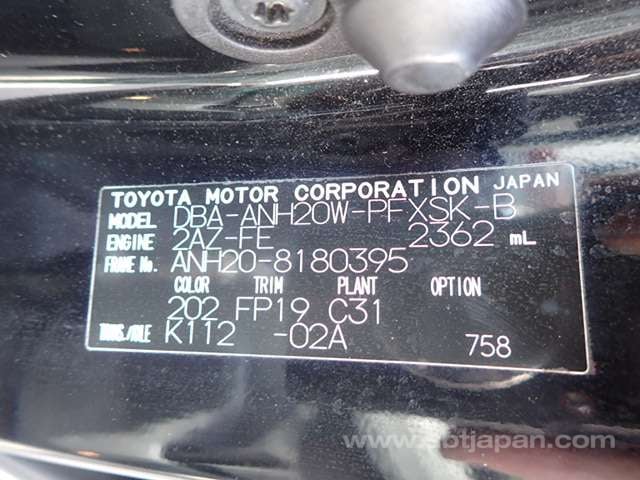 TOYOTA MOTOR CORPORATION JAPAN
MODEL DBA-ANH20W-PFXSK-B
ENGINE 2AZ-FE 2362 mL
FRAME No. ANH20-8180395
COLOR TRIM PLANT OPTION
202 FP19 C31
TRANS./AXLE K112 -02A 758
www.sbtjapan.com